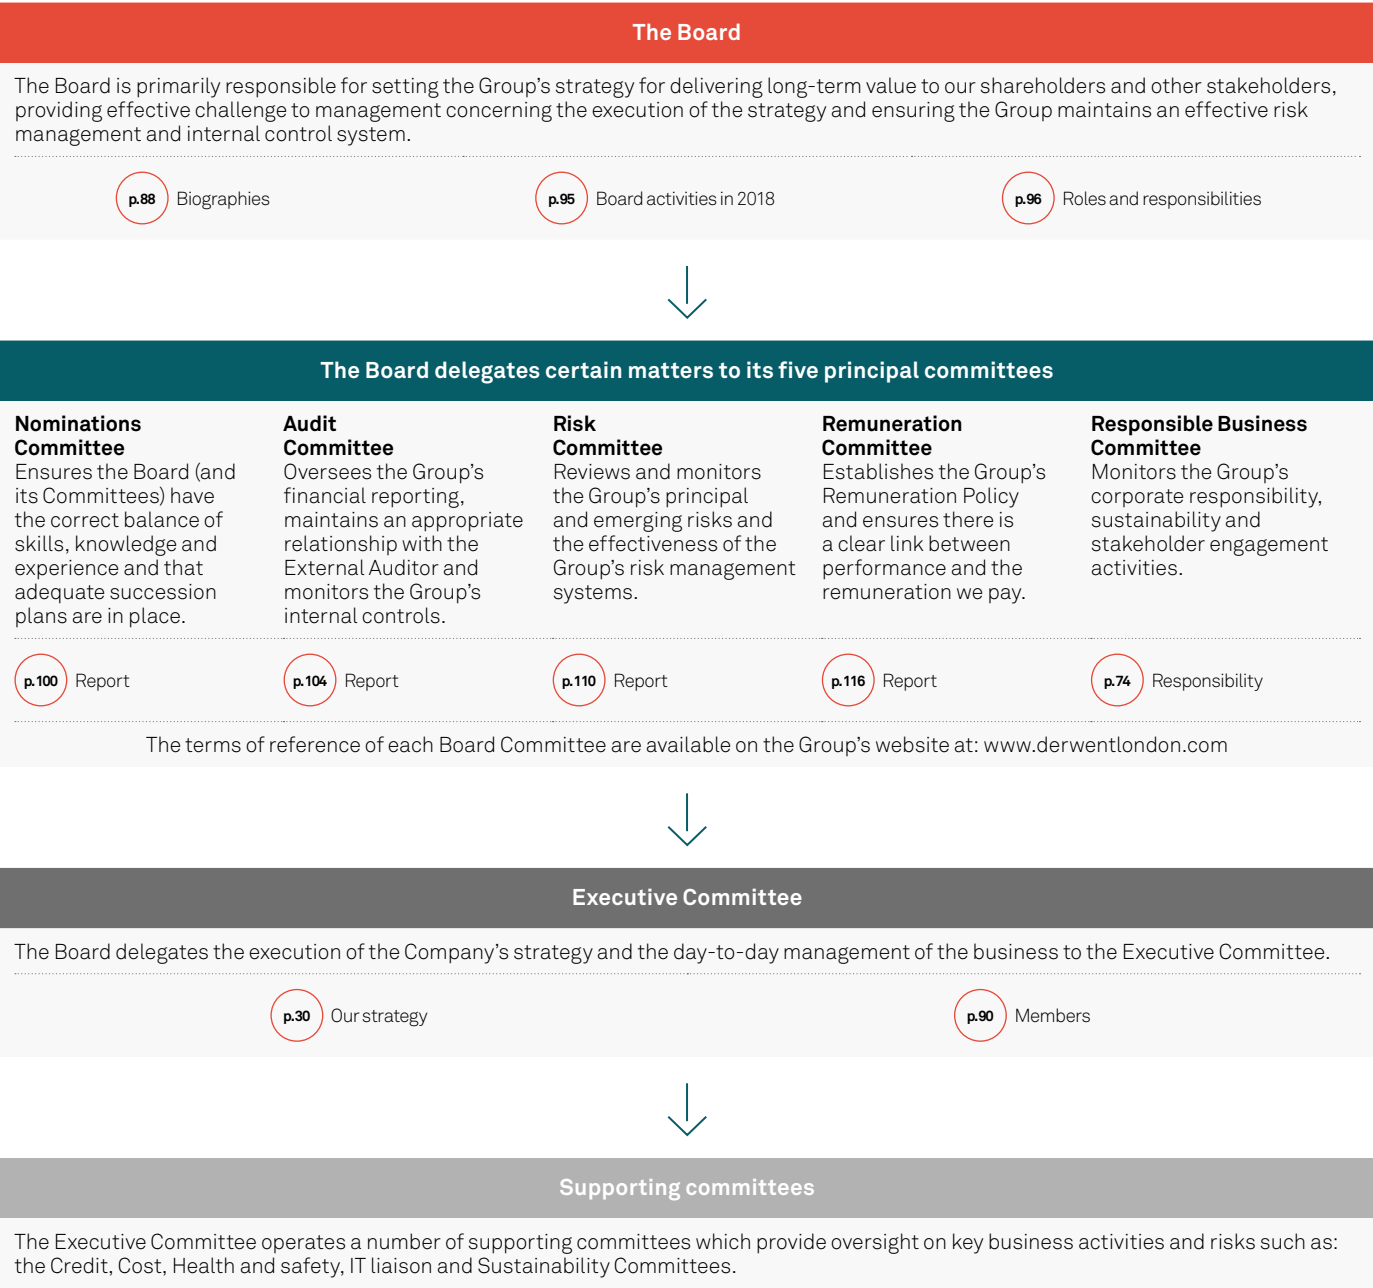 The Board
The Board is primarily responsible for setting the Group's strategy for delivering long-term value to our shareholders and other stakeholders,
providing effective challenge to management concerning the execution of the strategy and ensuring the Group maintains an effective risk
management and internal control system.
p.88 Biographies
p.95 Board activities in 2018
p.96 Roles and responsibilities
The Board delegates certain matters to its five principal committees
Nominations
Committee
Ensures the Board (and
its Committees) have
the correct balance of
skills, knowledge and
experience and that
adequate succession
plans are in place.
p.100 Report
Audit
Committee
Oversees the Group's
financial reporting,
maintains an appropriate
relationship with the
External Auditor and
monitors the Group's
internal controls.
p.104 Report
Risk
Committee
Reviews and monitors
the Group's principal
and emerging risks and
the effectiveness of the
Group's risk management
systems.
p.110 Report
Remuneration
Committee
Establishes the Group's
Remuneration Policy
and ensures there is
a clear link between
performance and the
remuneration we pay.
p.116 Report
Responsible Business
Committee
Monitors the Group's
corporate responsibility,
sustainability and
stakeholder engagement
activities.
p.74 Responsibility
The terms of reference of each Board Committee are available on the Group's website at: www.derwentlondon.com
Executive Committee
The Board delegates the execution of the Company's strategy and the day-to-day management of the business to the Executive Committee.
p.30 Our strategy
p.90 Members
Supporting committees
The Executive Committee operates a number of supporting committees which provide oversight on key business activities and risks such as:
the Credit, Cost, Health and safety, IT liaison and Sustainability Committees.